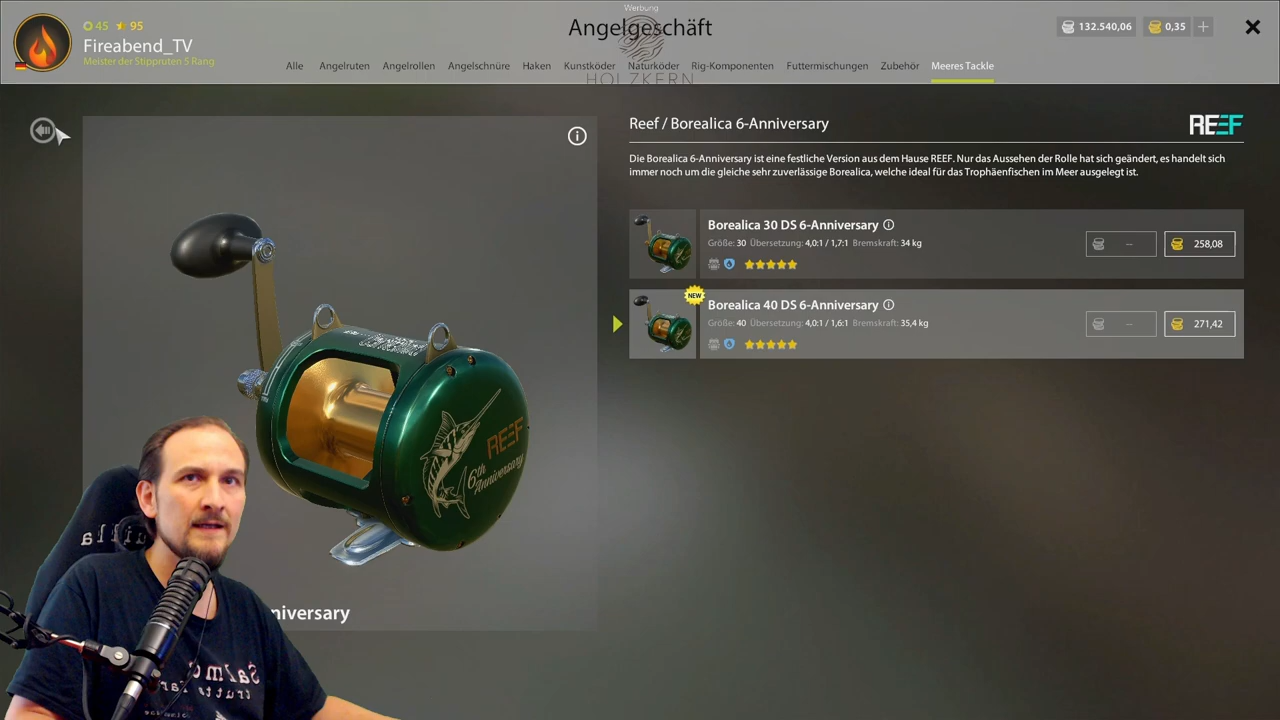 Werbung
Angelgeschäft
HOLZKERN
45 95
Fireabend_TV
Meister der Stippruten 5 Rang
132.540,06
0,35
Alle Angelruten Angelrollen Angelschnüre Haken Kunstköder Naturköder Rig-Komponenten Futtermischungen Zubehör Meeres Tackle
Reef / Borealica 6-Anniversary
REEF
Die Borealica 6-Anniversary ist eine festliche Version aus dem Hause REEF. Nur das Aussehen der Rolle hat sich geändert, es handelt sich
immer noch um die gleiche sehr zuverlässige Borealica, welche ideal für das Trophäenfischen im Meer ausgelegt ist.
Borealica 30 DS 6-Anniversary
Größe: 30 Übersetzung: 4,0:1 / 1,7:1 Bremskraft: 34 kg
--
258,08
NEW
Borealica 40 DS 6-Anniversary
Größe: 40 Übersetzung: 4,0:1 / 1,6:1 Bremskraft: 35,4 kg
--
271,42
REEF
6th
Anniversary
niversary